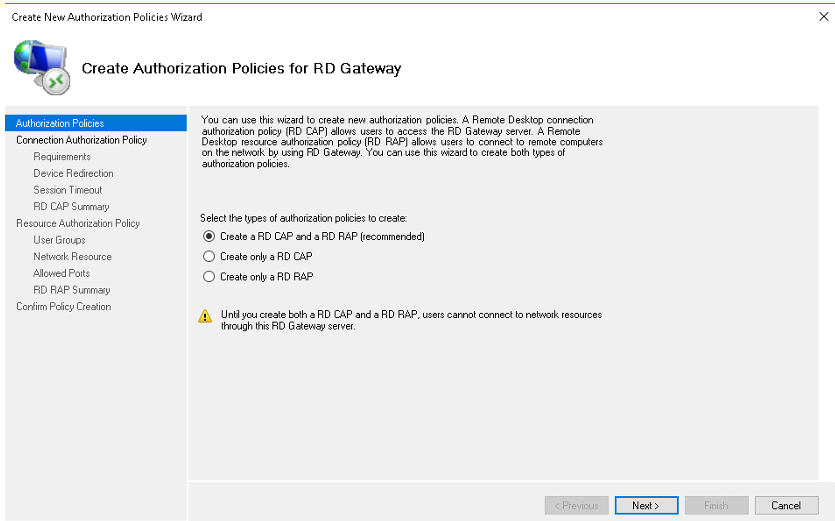 Create New Authorization Policies Wizard
Create Authorization Policies for RD Gateway
Authorization Policies
Connection Authorization Policy
Requirements
Device Redirection
Session Timeout
RD CAP Summary
Resource Authorization Policy
User Groups
Network Resource
Allowed Ports
RD RAP Summary
Confirm Policy Creation
You can use this wizard to create new authorization policies. A Remote Desktop connection
authorization policy (RD CAP) allows users to access the RD Gateway server. A Remote
Desktop resource authorization policy (RD RAP) allows users to connect to remote computers
on the network by using RD Gateway. You can use this wizard to create both types of
authorization policies.
Select the types of authorization policies to create:
Create a RD CAP and a RD RAP (recommended)
Create only a RD CAP
Create only a RD RAP
Until you create both a RD CAP and a RD RAP, users cannot connect to network resources
through this RD Gateway server.
< Previous
Next >
Finish
Cancel